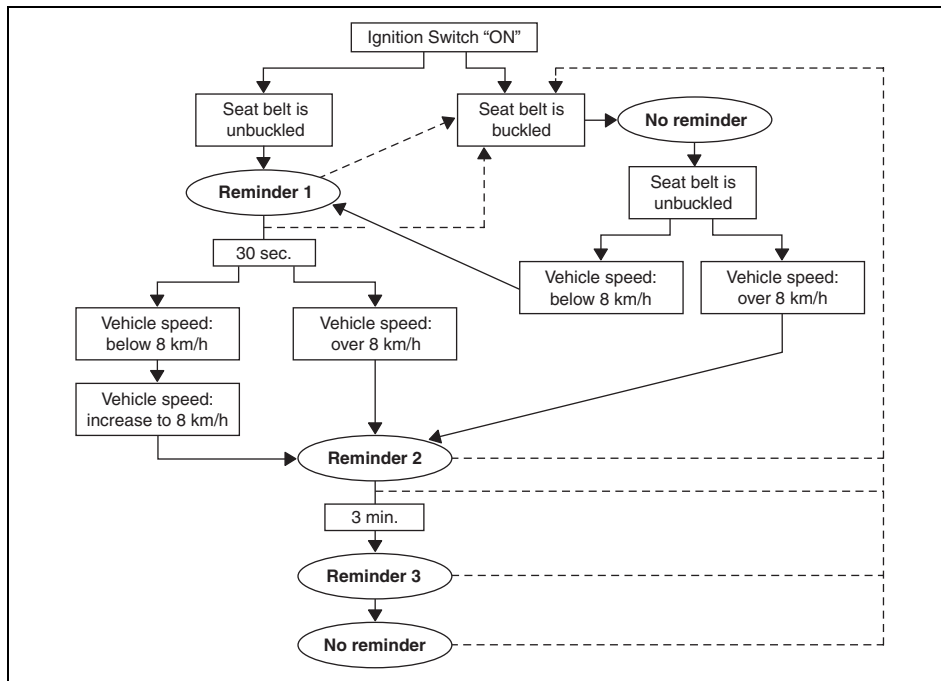 Ignition Switch “ON”
Seat belt is
unbuckled
Seat belt is
buckled
No reminder
Reminder 1
Seat belt is
unbuckled
30 sec.
Vehicle speed:
below 8 km/h
Vehicle speed:
over 8 km/h
Vehicle speed:
below 8 km/h
Vehicle speed:
over 8 km/h
Vehicle speed:
increase to 8 km/h
Reminder 2
3 min.
Reminder 3
No reminder